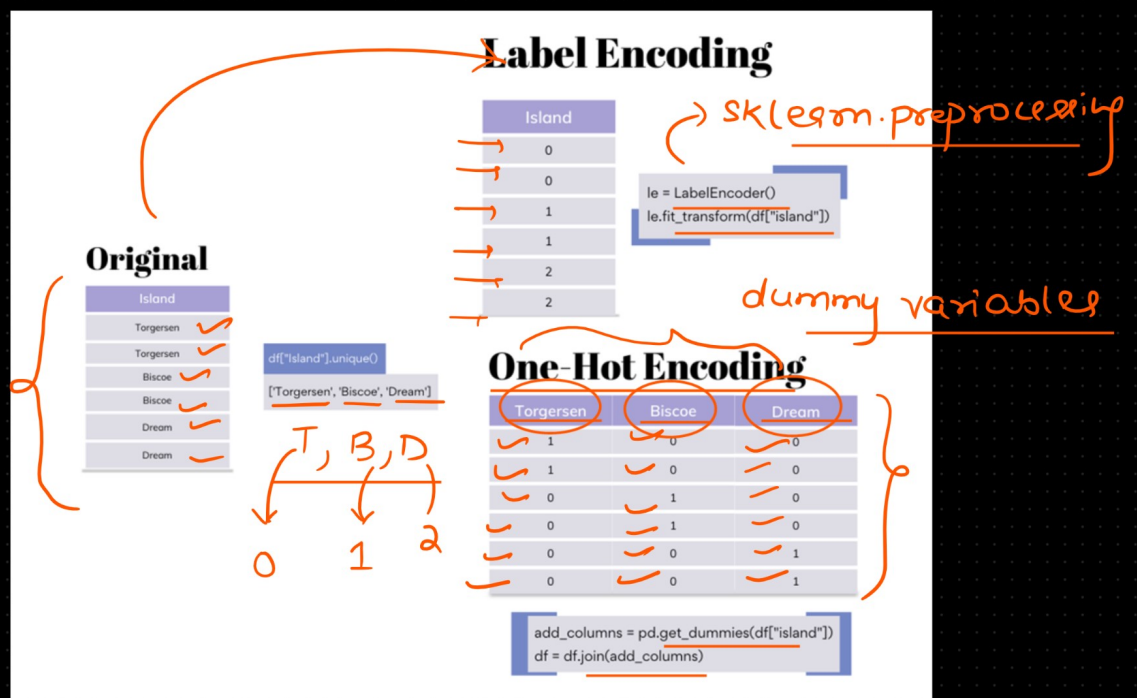 Label Encoding
Island
0
0
1
1
2
2
sklearn.preprocessing
le = LabelEncoder()
le.fit_transform(df["island"])
Original
Island
Torgersen
Torgersen
Biscoe
Biscoe
Dream
Dream
df["Island"].unique()
['Torgersen', 'Biscoe', 'Dream']
T, B, D
0 1 2
dummy variables
One-Hot Encoding
Torgersen Biscoe Dream
1 0 0
1 0 0
0 1 0
0 1 0
0 0 1
0 0 1
add_columns = pd.get_dummies(df["island"])
df = df.join(add_columns)